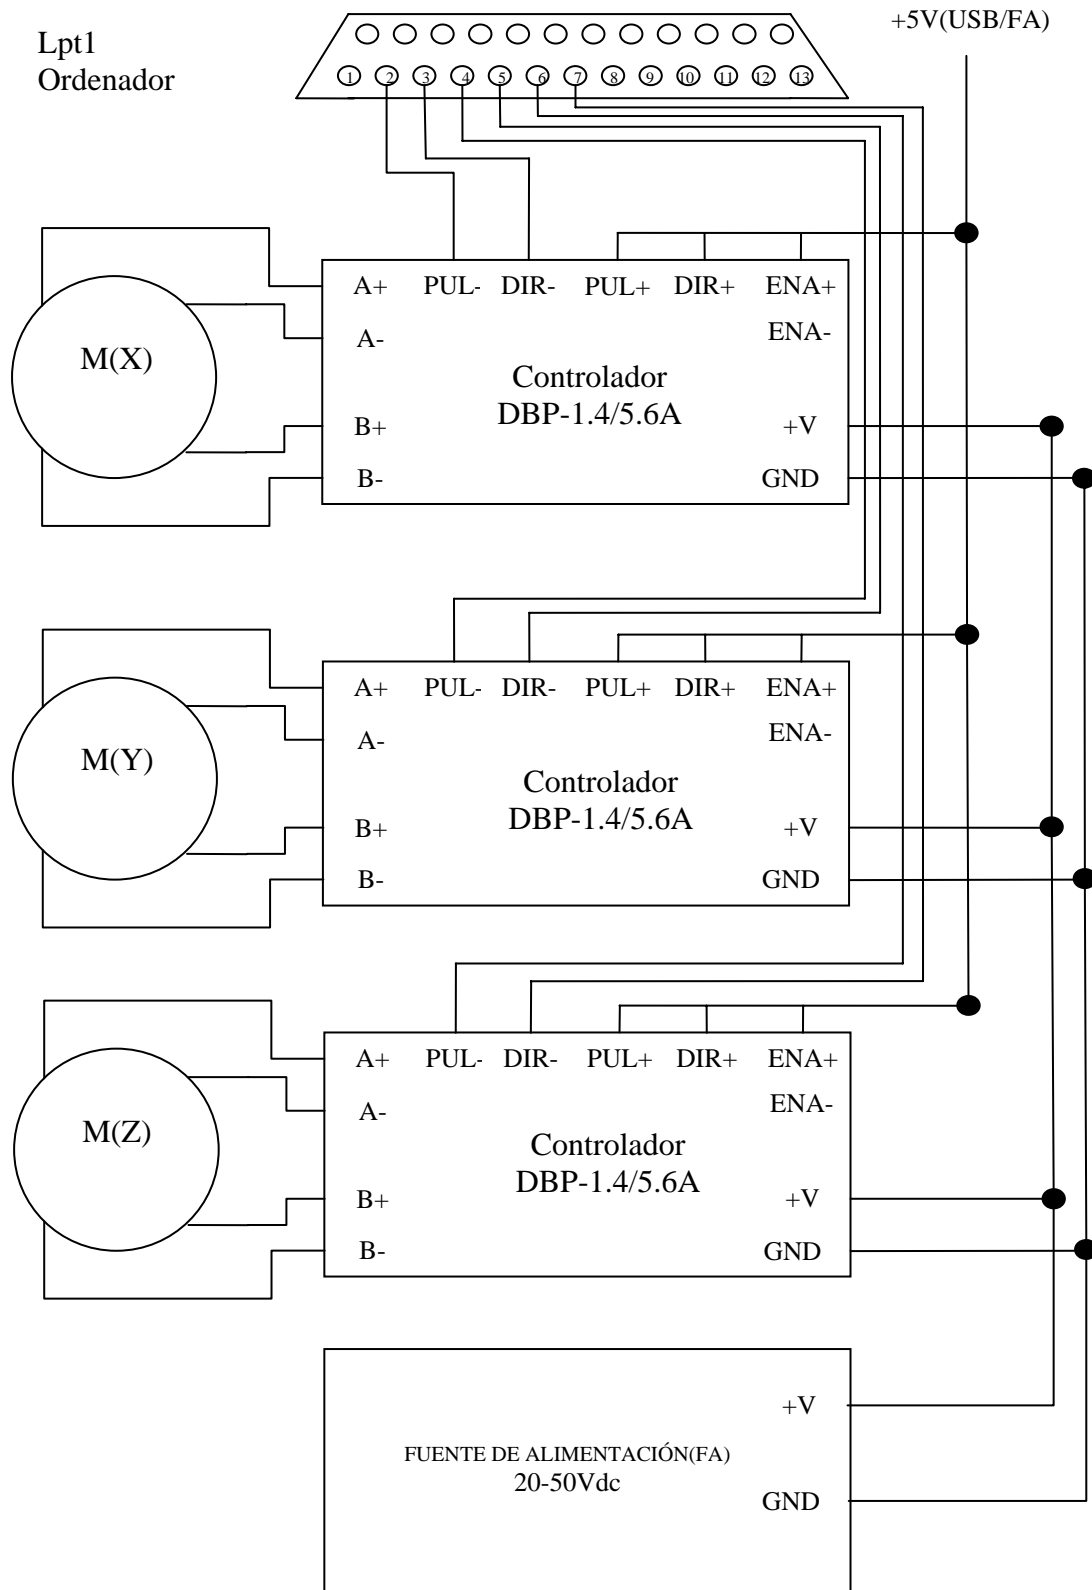 +5V(USB/FA)
Lpt1
Ordenador
1 2 3 4 5 6 7 8 9 10 11 12 13
A+ PUL- DIR- PUL+ DIR+ ENA+
ENA-
A-
M(X)
Controlador
DBP-1.4/5.6A
B+ +V
B- GND
A+ PUL- DIR- PUL+ DIR+ ENA+
ENA-
A-
M(Y)
Controlador
DBP-1.4/5.6A
B+ +V
B- GND
A+ PUL- DIR- PUL+ DIR+ ENA+
ENA-
A-
M(Z)
Controlador
DBP-1.4/5.6A
B+ +V
B- GND
+V
FUENTE DE ALIMENTACIÓN(FA)
20-50Vdc
GND